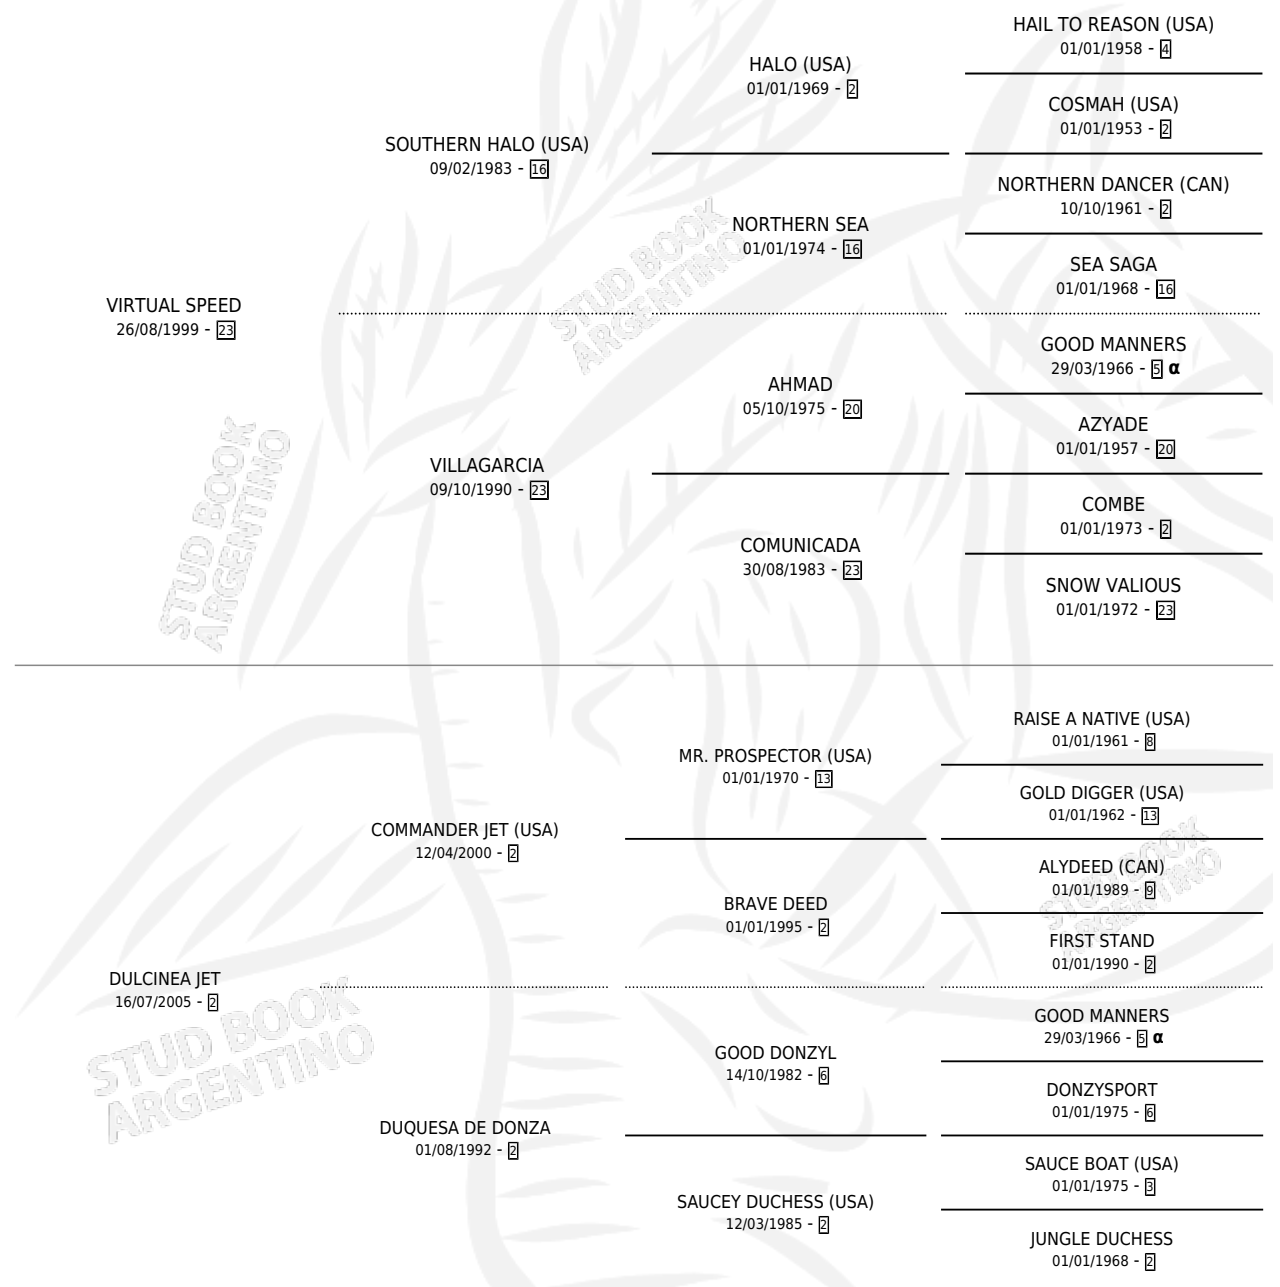 HAIL TO REASON (USA)
01/01/1958 - 4
HALO (USA)
01/01/1969 - 2
COSMAH (USA)
01/01/1953 - 2
SOUTHERN HALO (USA)
09/02/1983 - 16
NORTHERN DANCER (CAN)
10/10/1961 - 2
NORTHERN SEA
01/01/1974 - 16
SEA SAGA
01/01/1968 - 16
VIRTUAL SPEED
26/08/1999 - 23
GOOD MANNERS
29/03/1966 - 5 α
AHMAD
05/10/1975 - 20
AZYADE
01/01/1957 - 20
VILLAGARCIA
09/10/1990 - 23
COMBE
01/01/1973 - 2
COMUNICADA
30/08/1983 - 23
SNOW VALIOUS
01/01/1972 - 23
RAISE A NATIVE (USA)
01/01/1961 - 8
MR. PROSPECTOR (USA)
01/01/1970 - 13
GOLD DIGGER (USA)
01/01/1962 - 13
COMMANDER JET (USA)
12/04/2000 - 2
ALYDEED (CAN)
01/01/1989 - 9
BRAVE DEED
01/01/1995 - 2
FIRST STAND
01/01/1990 - 2
DULCINEA JET
16/07/2005 - 2
GOOD MANNERS
29/03/1966 - 5 α
GOOD DONZYL
14/10/1982 - 6
DONZYSPORT
01/01/1975 - 6
DUQUESA DE DONZA
01/08/1992 - 2
SAUCE BOAT (USA)
01/01/1975 - 3
SAUCEY DUCHESS (USA)
12/03/1985 - 2
JUNGLE DUCHESS
01/01/1968 - 2
STUD BOOK
ARGENTINO
STUD BOOK
ARGENTINO
STUD BOOK
ARGENTINO
STUD BOOK
ARGENTINO